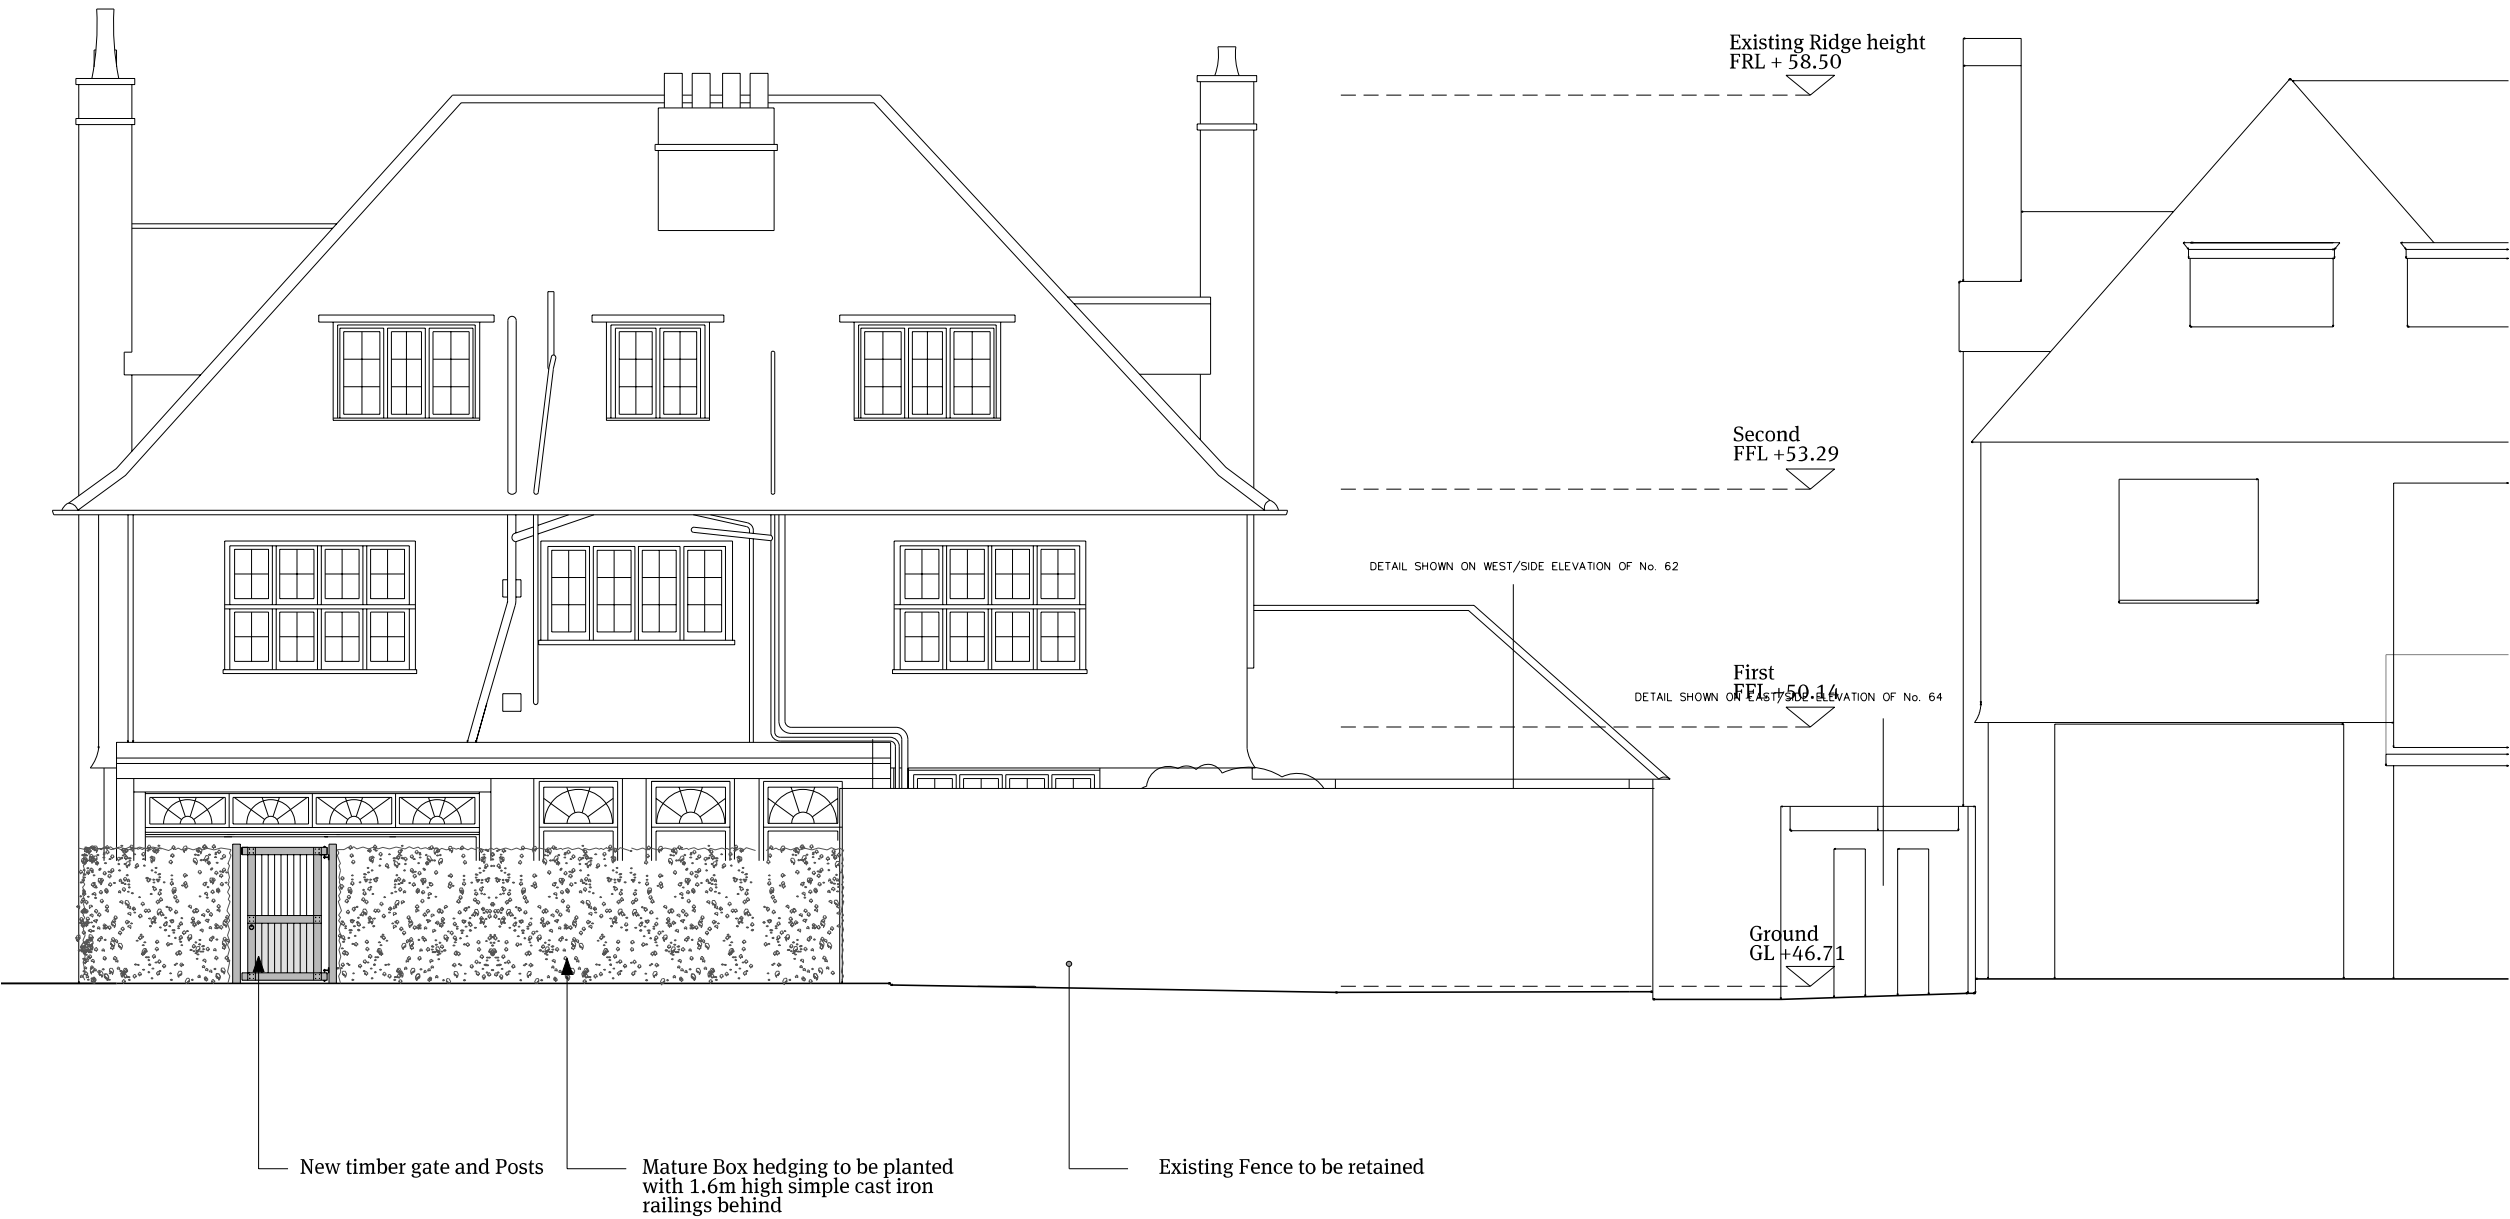 Existing Ridge height
FRL + 58.50
Second
FFL +53.29
DETAIL SHOWN ON WEST/SIDE ELEVATION OF No. 62
First
FFL +50.14
DETAIL SHOWN ON EAST/SIDE ELEVATION OF No. 64
Ground
GL +46.71
New timber gate and Posts
Mature Box hedging to be planted
with 1.6m high simple cast iron
railings behind
Existing Fence to be retained